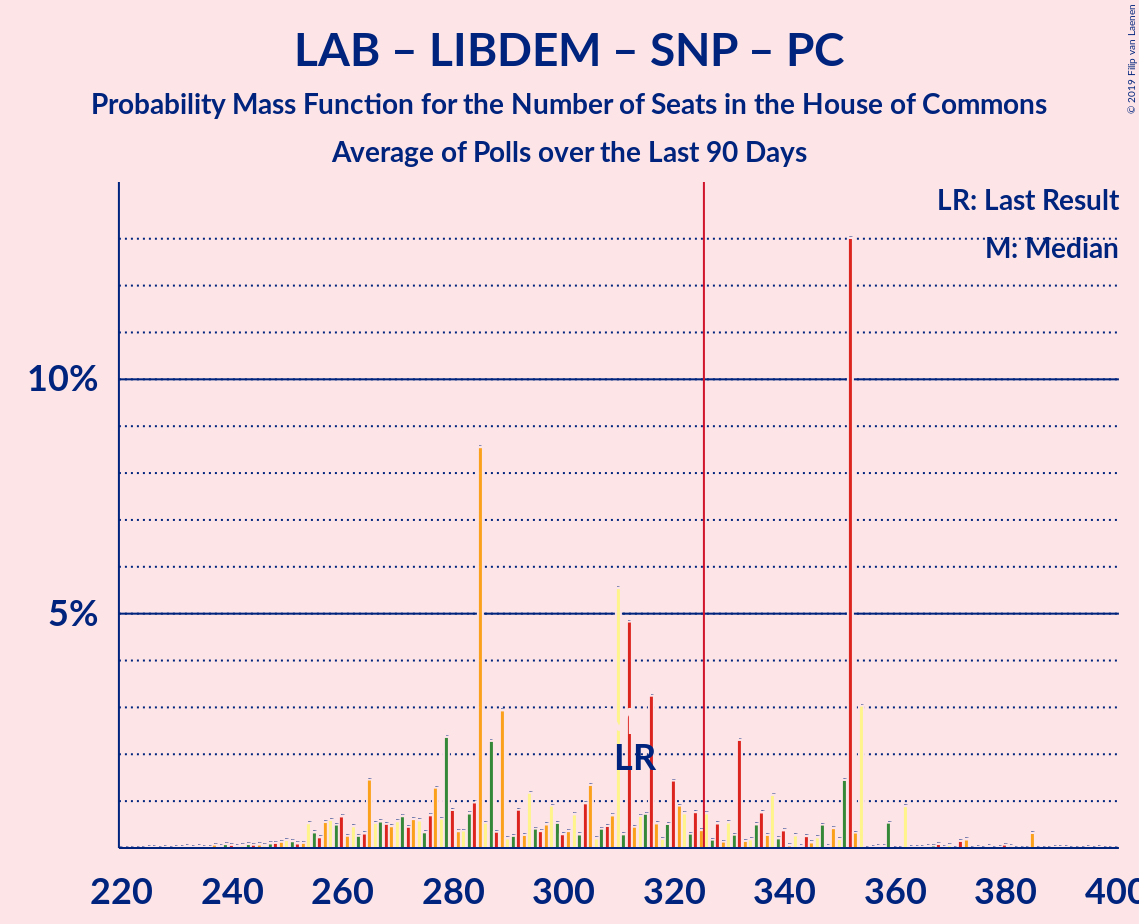 LAB – LIBDEM – SNP – PC
Probability Mass Function for the Number of Seats in the House of Commons
Average of Polls over the Last 90 Days
© 2019 Filip van Laenen
LR: Last Result
M: Median
10%
5%
LR
220 240 260 280 300 320 340 360 380 400